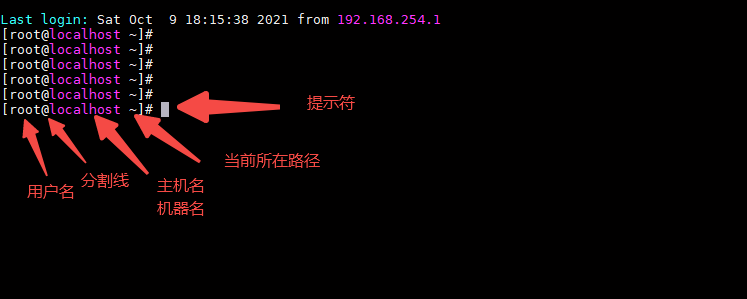 Last login: Sat Oct  9 18:15:38 2021 from 192.168.254.1
[root@localhost ~]#
[root@localhost ~]#
[root@localhost ~]#
[root@localhost ~]#
[root@localhost ~]#
[root@localhost ~]#
提示符
当前所在路径
分割线
主机名
用户名
机器名